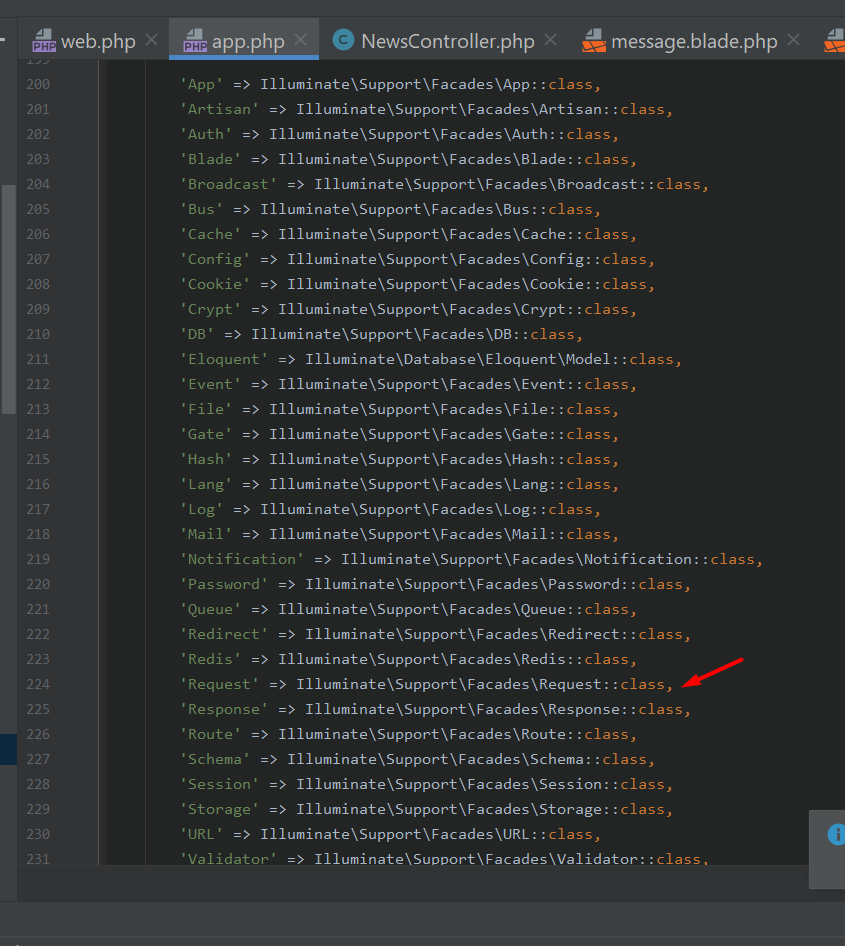 web.php
app.php
NewsController.php
message.blade.php
200 'App' => Illuminate\Support\Facades\App::class,
201 'Artisan' => Illuminate\Support\Facades\Artisan::class,
202 'Auth' => Illuminate\Support\Facades\Auth::class,
203 'Blade' => Illuminate\Support\Facades\Blade::class,
204 'Broadcast' => Illuminate\Support\Facades\Broadcast::class,
205 'Bus' => Illuminate\Support\Facades\Bus::class,
206 'Cache' => Illuminate\Support\Facades\Cache::class,
207 'Config' => Illuminate\Support\Facades\Config::class,
208 'Cookie' => Illuminate\Support\Facades\Cookie::class,
209 'Crypt' => Illuminate\Support\Facades\Crypt::class,
210 'DB' => Illuminate\Support\Facades\DB::class,
211 'Eloquent' => Illuminate\Database\Eloquent\Model::class,
212 'Event' => Illuminate\Support\Facades\Event::class,
213 'File' => Illuminate\Support\Facades\File::class,
214 'Gate' => Illuminate\Support\Facades\Gate::class,
215 'Hash' => Illuminate\Support\Facades\Hash::class,
216 'Lang' => Illuminate\Support\Facades\Lang::class,
217 'Log' => Illuminate\Support\Facades\Log::class,
218 'Mail' => Illuminate\Support\Facades\Mail::class,
219 'Notification' => Illuminate\Support\Facades\Notification::class,
220 'Password' => Illuminate\Support\Facades\Password::class,
221 'Queue' => Illuminate\Support\Facades\Queue::class,
222 'Redirect' => Illuminate\Support\Facades\Redirect::class,
223 'Redis' => Illuminate\Support\Facades\Redis::class,
224 'Request' => Illuminate\Support\Facades\Request::class,
225 'Response' => Illuminate\Support\Facades\Response::class,
226 'Route' => Illuminate\Support\Facades\Route::class,
227 'Schema' => Illuminate\Support\Facades\Schema::class,
228 'Session' => Illuminate\Support\Facades\Session::class,
229 'Storage' => Illuminate\Support\Facades\Storage::class,
230 'URL' => Illuminate\Support\Facades\URL::class,
231 'Validator' => Illuminate\Support\Facades\Validator::class,